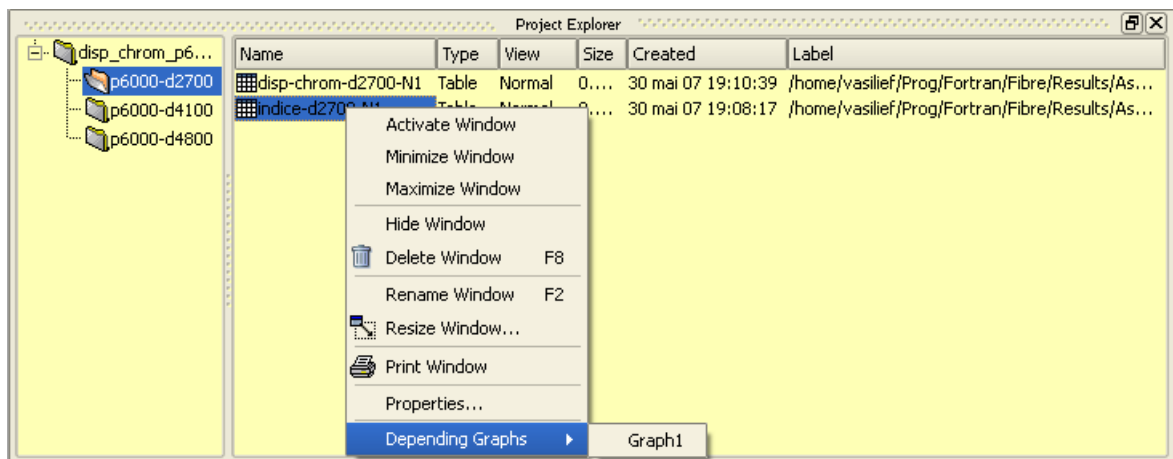 Project Explorer
disp_chrom_p6...
p6000-d2700
p6000-d4100
p6000-d4800
Name Type View Size Created Label
disp-chrom-d2700-N1 Table Normal 0.... 30 mai 07 19:10:39 /home/vasilief/Prog/Fortran/Fibre/Results/As...
indice-d2700-N1 Table Normal 0.... 30 mai 07 19:08:17 /home/vasilief/Prog/Fortran/Fibre/Results/As...
Activate Window
Minimize Window
Maximize Window
Hide Window
Delete Window F8
Rename Window F2
Resize Window...
Print Window
Properties...
Depending Graphs Graph1